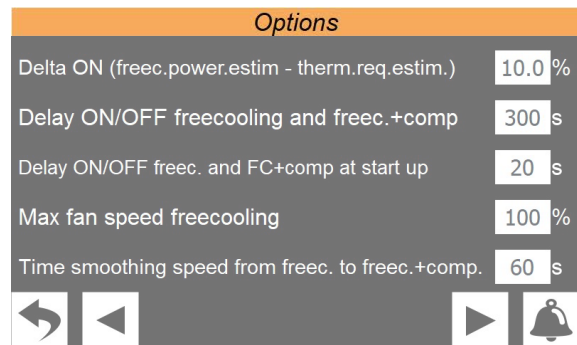 Options
Delta ON (freec.power.estim - therm.req.estim.) 10.0 %
Delay ON/OFF freecooling and freec.+comp 300 s
Delay ON/OFF freec. and FC+comp at start up 20 s
Max fan speed freecooling 100 %
Time smoothing speed from freec. to freec.+comp. 60 s